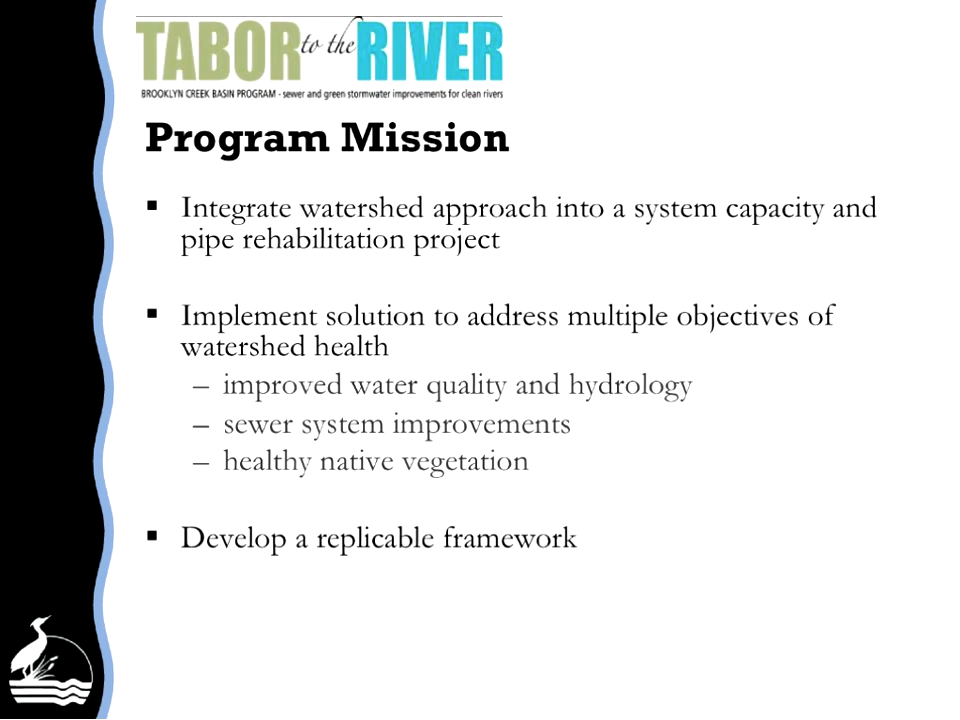 TABOR to the RIVER
BROOKLYN CREEK BASIN PROGRAM - sewer and green stormwater improvements for clean rivers
Program Mission
▪ Integrate watershed approach into a system capacity and
pipe rehabilitation project
▪ Implement solution to address multiple objectives of
watershed health
– improved water quality and hydrology
– sewer system improvements
– healthy native vegetation
▪ Develop a replicable framework